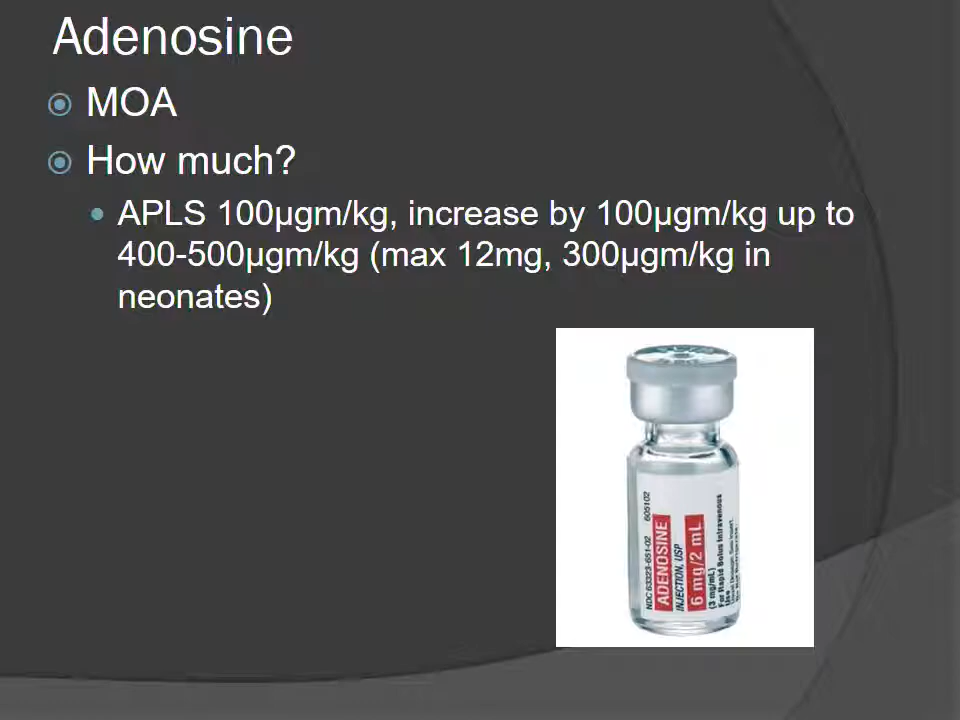 Adenosine
MOA
How much?
APLS 100µgm/kg, increase by 100µgm/kg up to
400-500µgm/kg (max 12mg, 300µgm/kg in
neonates)
NDC 63323-651-02
ADENOSINE
INJECTION, USP
6 mg/2 mL
(3 mg/mL)
For Rapid Bolus Intravenous
Use